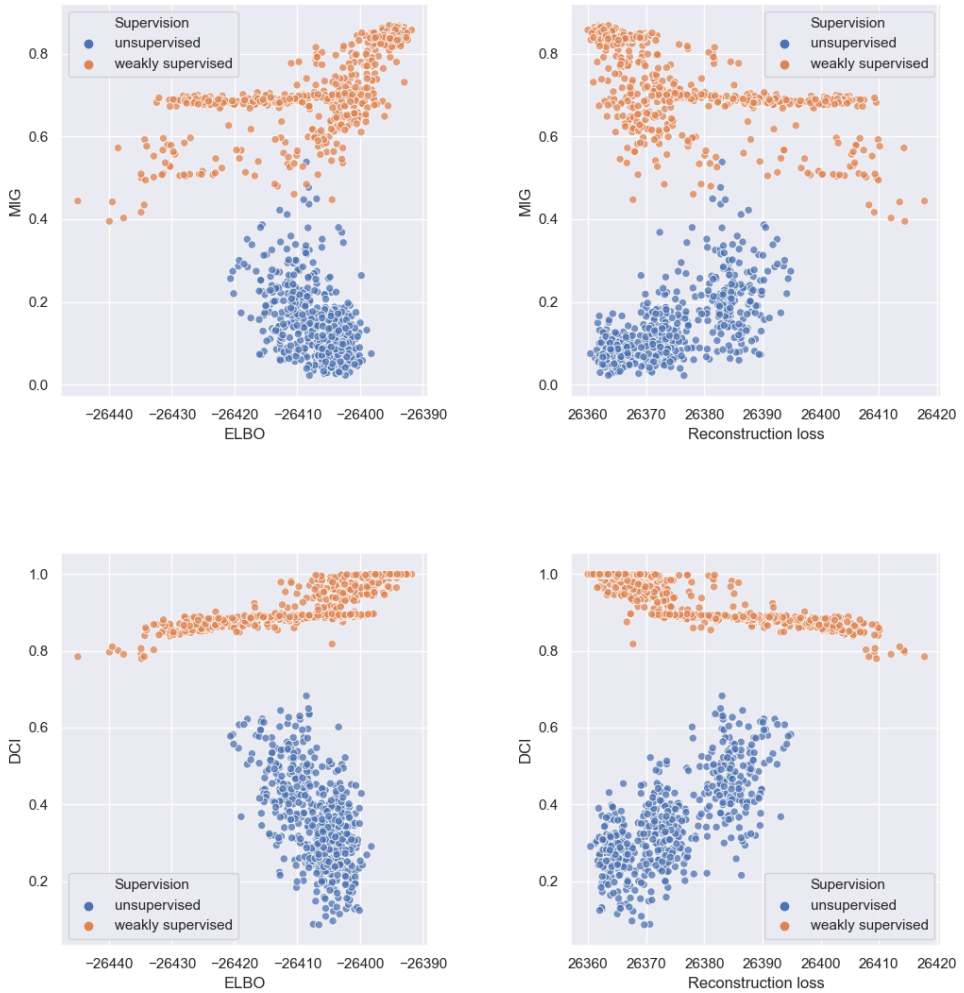 Supervision
unsupervised
weakly supervised
0.8
0.6
0.4
0.2
0.0
MIG
−26440 −26430 −26420 −26410 −26400 −26390
ELBO
Supervision
unsupervised
weakly supervised
0.8
0.6
0.4
0.2
0.0
MIG
26360 26370 26380 26390 26400 26410 26420
Reconstruction loss
1.0
0.8
0.6
0.4
0.2
DCI
Supervision
unsupervised
weakly supervised
−26440 −26430 −26420 −26410 −26400 −26390
ELBO
1.0
0.8
0.6
0.4
0.2
DCI
Supervision
unsupervised
weakly supervised
26360 26370 26380 26390 26400 26410 26420
Reconstruction loss